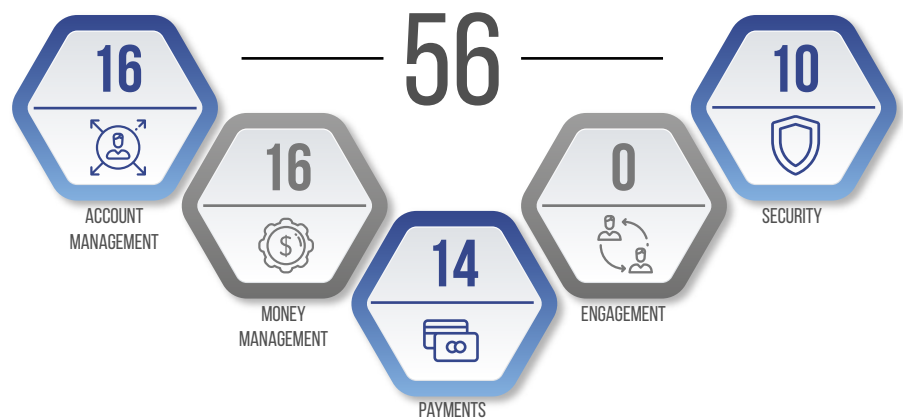 56
16
ACCOUNT
MANAGEMENT
16
$
MONEY
MANAGEMENT
14
PAYMENTS
0
ENGAGEMENT
10
SECURITY